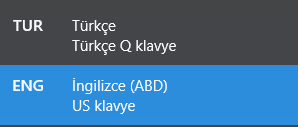 TUR Türkçe
Türkçe Q klavye
ENG İngilizce (ABD)
US klavye